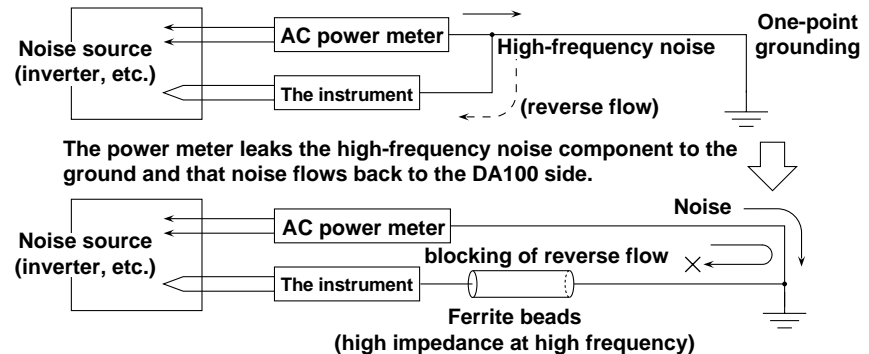 Noise source
(inverter, etc.)
AC power meter
The instrument
High-frequency noise
(reverse flow)
One-point
grounding
The power meter leaks the high-frequency noise component to the
ground and that noise flows back to the DA100 side.
Noise source
(inverter, etc.)
AC power meter
The instrument
Noise
blocking of reverse flow
Ferrite beads
(high impedance at high frequency)